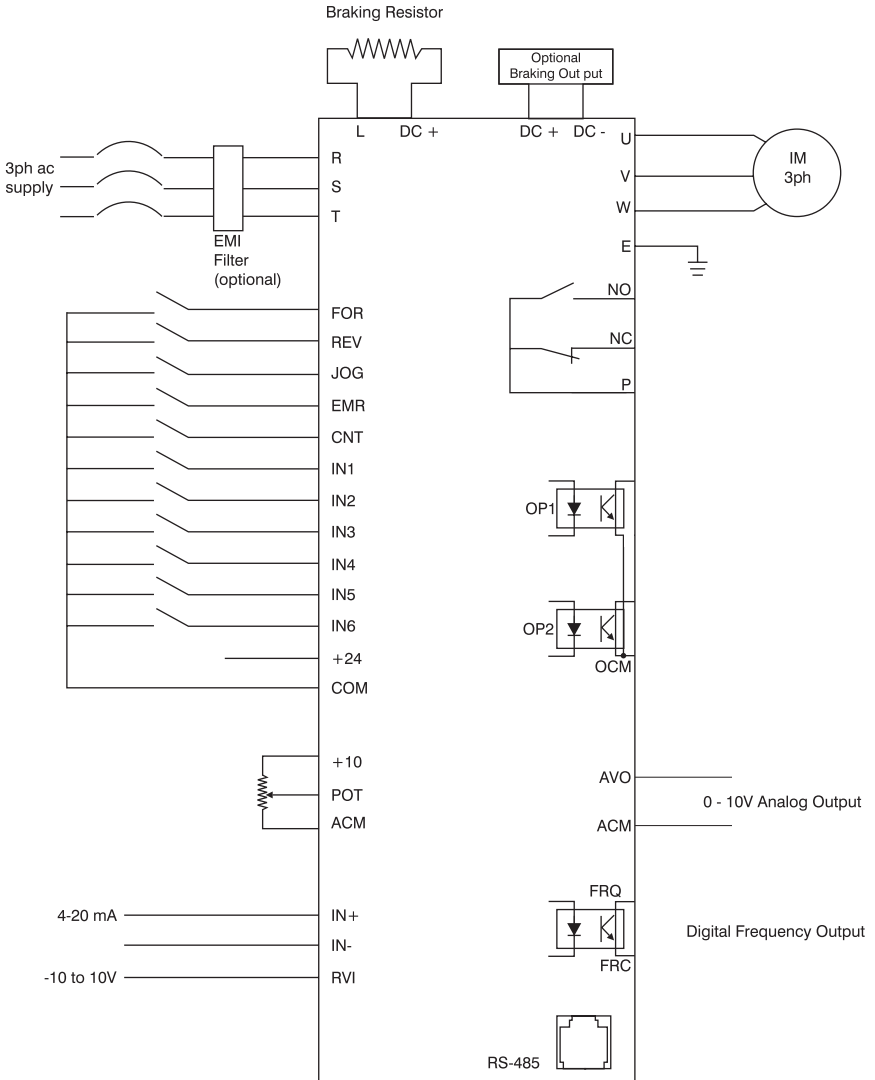 Braking Resistor
Optional
Braking Out put
L
DC +
DC +
DC -
3ph ac
supply
R
S
T
EMI
Filter
(optional)
U
V
W
E
IM
3ph
FOR
REV
JOG
EMR
CNT
IN1
IN2
IN3
IN4
IN5
IN6
+24
COM
NO
NC
P
OP1
OP2
OCM
+10
POT
ACM
AVO
0 - 10V Analog Output
ACM
4-20 mA
IN+
IN-
-10 to 10V
RVI
FRQ
Digital Frequency Output
FRC
RS-485